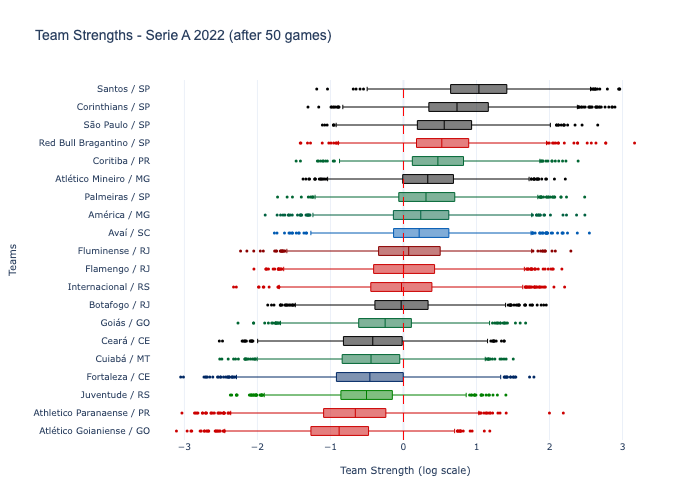 Team Strengths - Serie A 2022 (after 50 games)
Santos / SP
Corinthians / SP
São Paulo / SP
Red Bull Bragantino / SP
Coritiba / PR
Atlético Mineiro / MG
Palmeiras / SP
América / MG
Avaí / SC
Fluminense / RJ
Flamengo / RJ
Internacional / RS
Botafogo / RJ
Goiás / GO
Ceará / CE
Cuiabá / MT
Fortaleza / CE
Juventude / RS
Athletico Paranaense / PR
Atlético Goianiense / GO
Teams
−3 −2 −1 0 1 2 3
Team Strength (log scale)